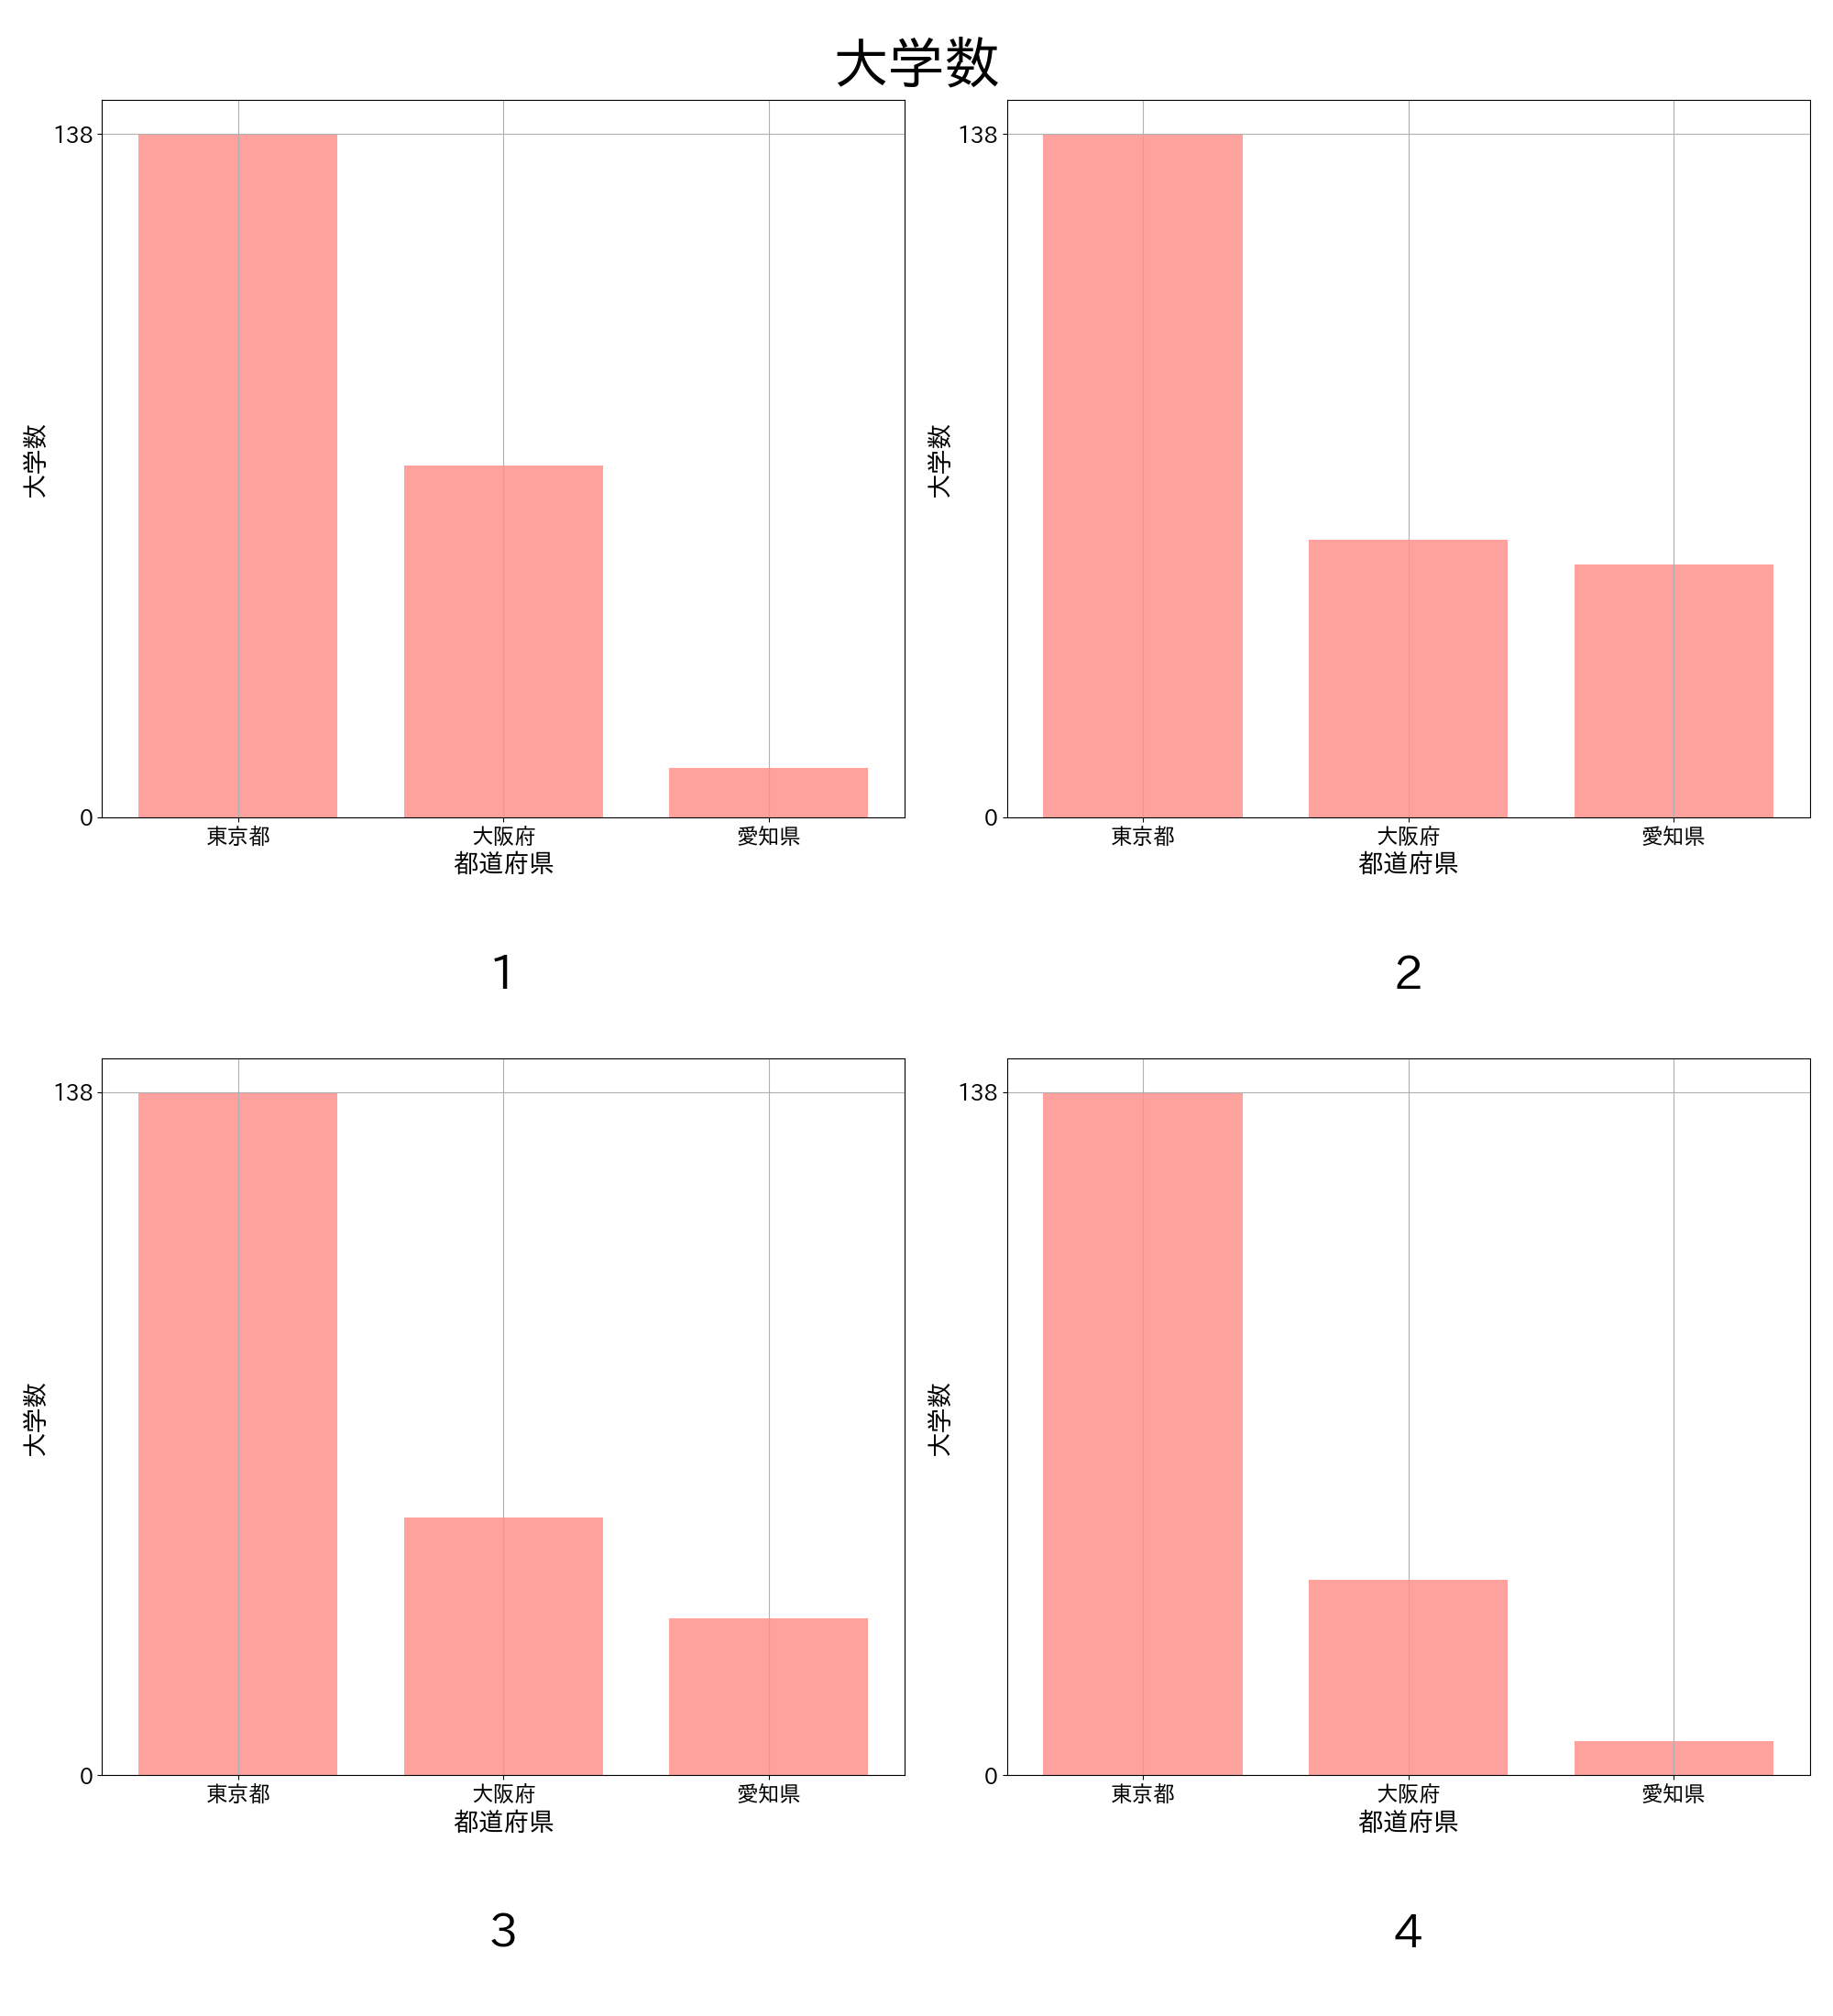 大学数
138
0
大学数
東京都 大阪府 愛知県
都道府県
1
138
0
大学数
東京都 大阪府 愛知県
都道府県
2
138
0
大学数
東京都 大阪府 愛知県
都道府県
3
138
0
大学数
東京都 大阪府 愛知県
都道府県
4